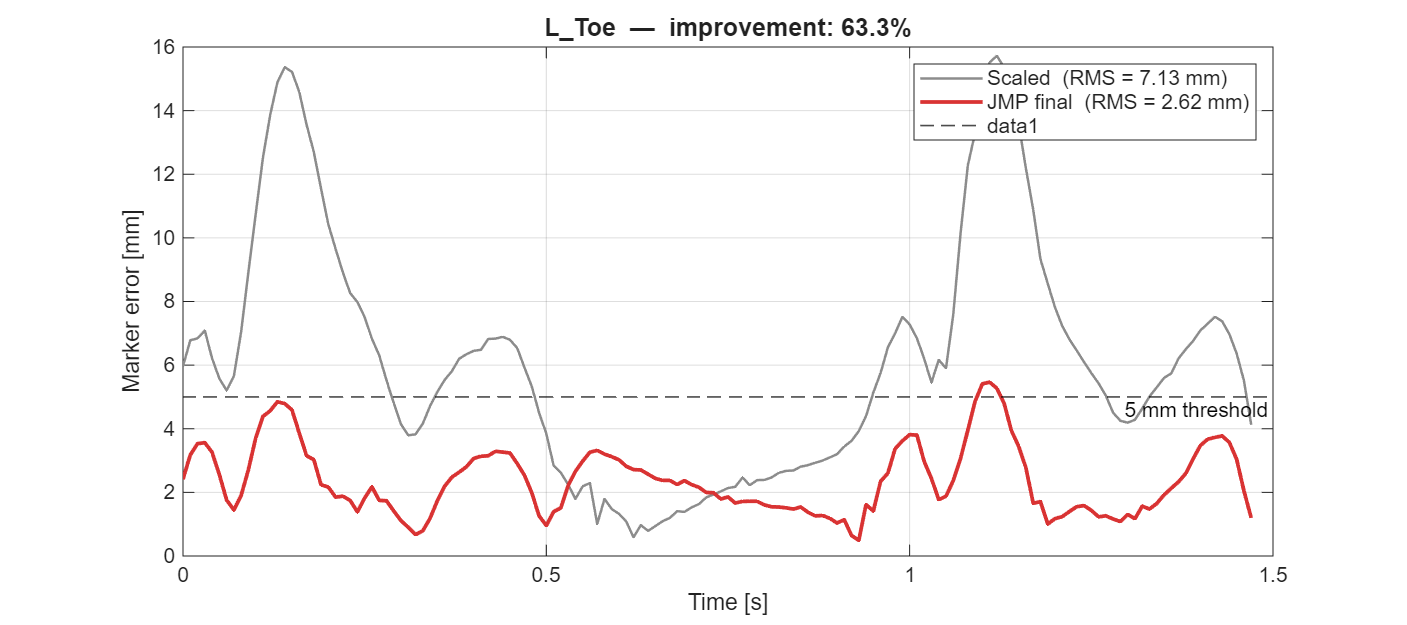 L_Toe — improvement: 63.3%
16
14
12
10
8
6
4
2
0
Marker error [mm]
Scaled (RMS = 7.13 mm)
JMP final (RMS = 2.62 mm)
data1
5 mm threshold
0
0.5
1
1.5
Time [s]